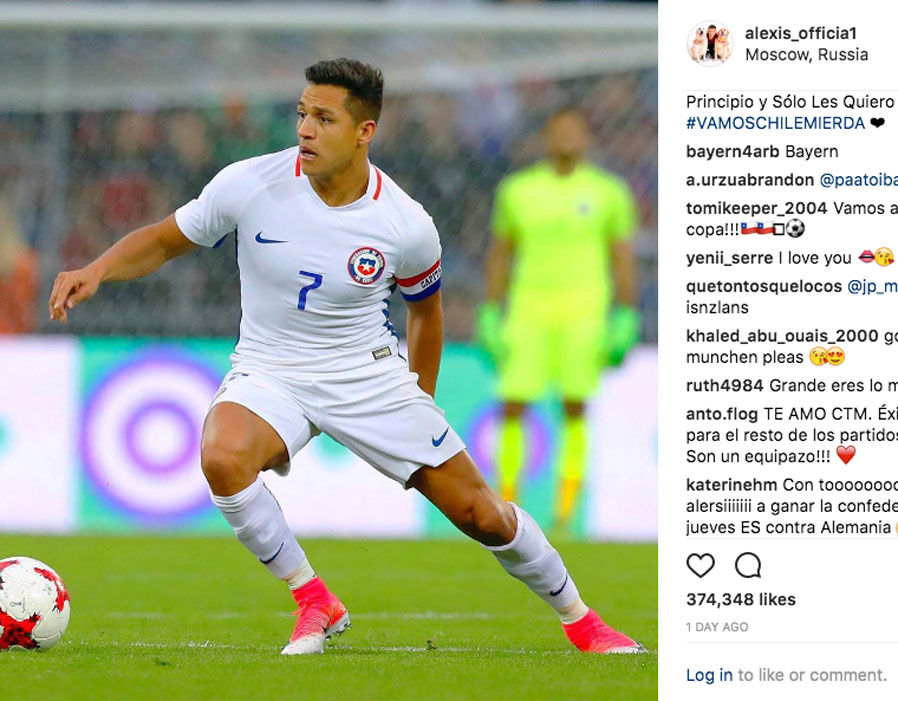 alexis_officia1
Moscow, Russia
Principio y Sólo Les Quiero
#VAMOSCHILEMIERDA ❤
bayern4arb Bayern
a.urzuabrandon @paatoiba
tomikeeper_2004 Vamos a
copa!!!🇨🇱🇨🇱□⚽
yenii_serre I love you 💋😘
quetontosquelocos @jp_m
isnzlans
khaled_abu_ouais_2000 go
munchen pleas 😘😍
ruth4984 Grande eres lo m
anto.flog TE AMO CTM. Éxi
para el resto de los partidos
Son un equipazo!!! ❤️
katerinehm Con toooooooo
alersiiiiiii a ganar la confede
jueves ES contra Alemania
374,348 likes
1 DAY AGO
Log in to like or comment.
7
CAPIT